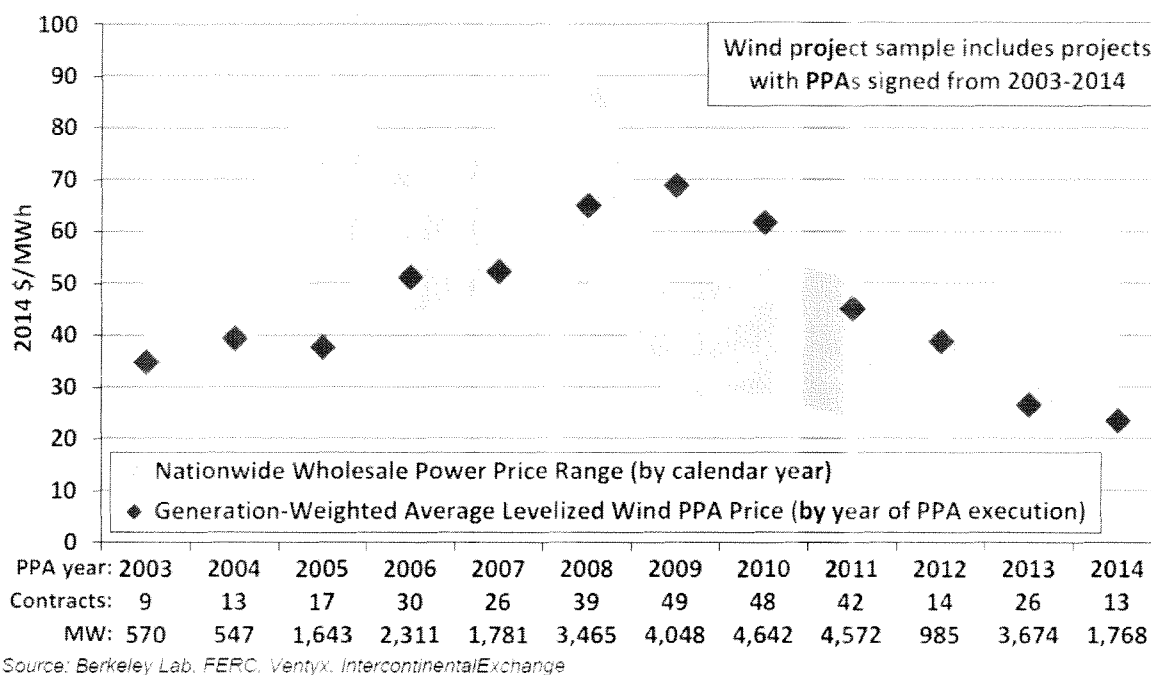 100
90
80
70
60
50
40
30
20
10
0
2014 $/MWh
Wind project sample includes projects
with PPAs signed from 2003-2014
Nationwide Wholesale Power Price Range (by calendar year)
Generation-Weighted Average Levelized Wind PPA Price (by year of PPA execution)
PPA year: 2003 2004 2005 2006 2007 2008 2009 2010 2011 2012 2013 2014
Contracts: 9 13 17 30 26 39 49 48 42 14 26 13
MW: 570 547 1,643 2,311 1,781 3,465 4,048 4,642 4,572 985 3,674 1,768
Source: Berkeley Lab, FERC, Ventyx, IntercontinentalExchange